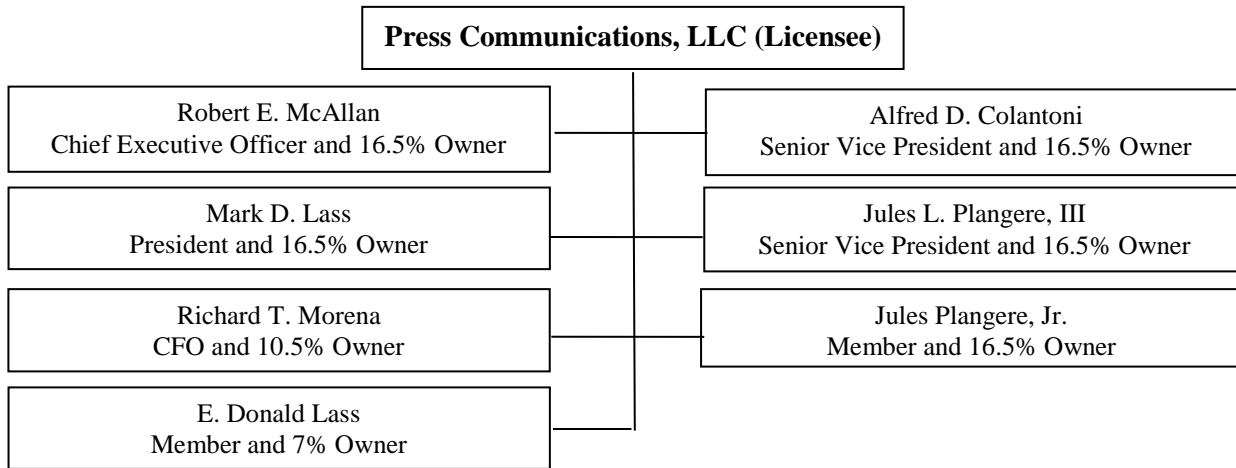 Press Communications, LLC (Licensee)
Robert E. McAllan
Chief Executive Officer and 16.5% Owner
Alfred D. Colantoni
Senior Vice President and 16.5% Owner
Mark D. Lass
President and 16.5% Owner
Jules L. Plangere, III
Senior Vice President and 16.5% Owner
Richard T. Morena
CFO and 10.5% Owner
Jules Plangere, Jr.
Member and 16.5% Owner
E. Donald Lass
Member and 7% Owner